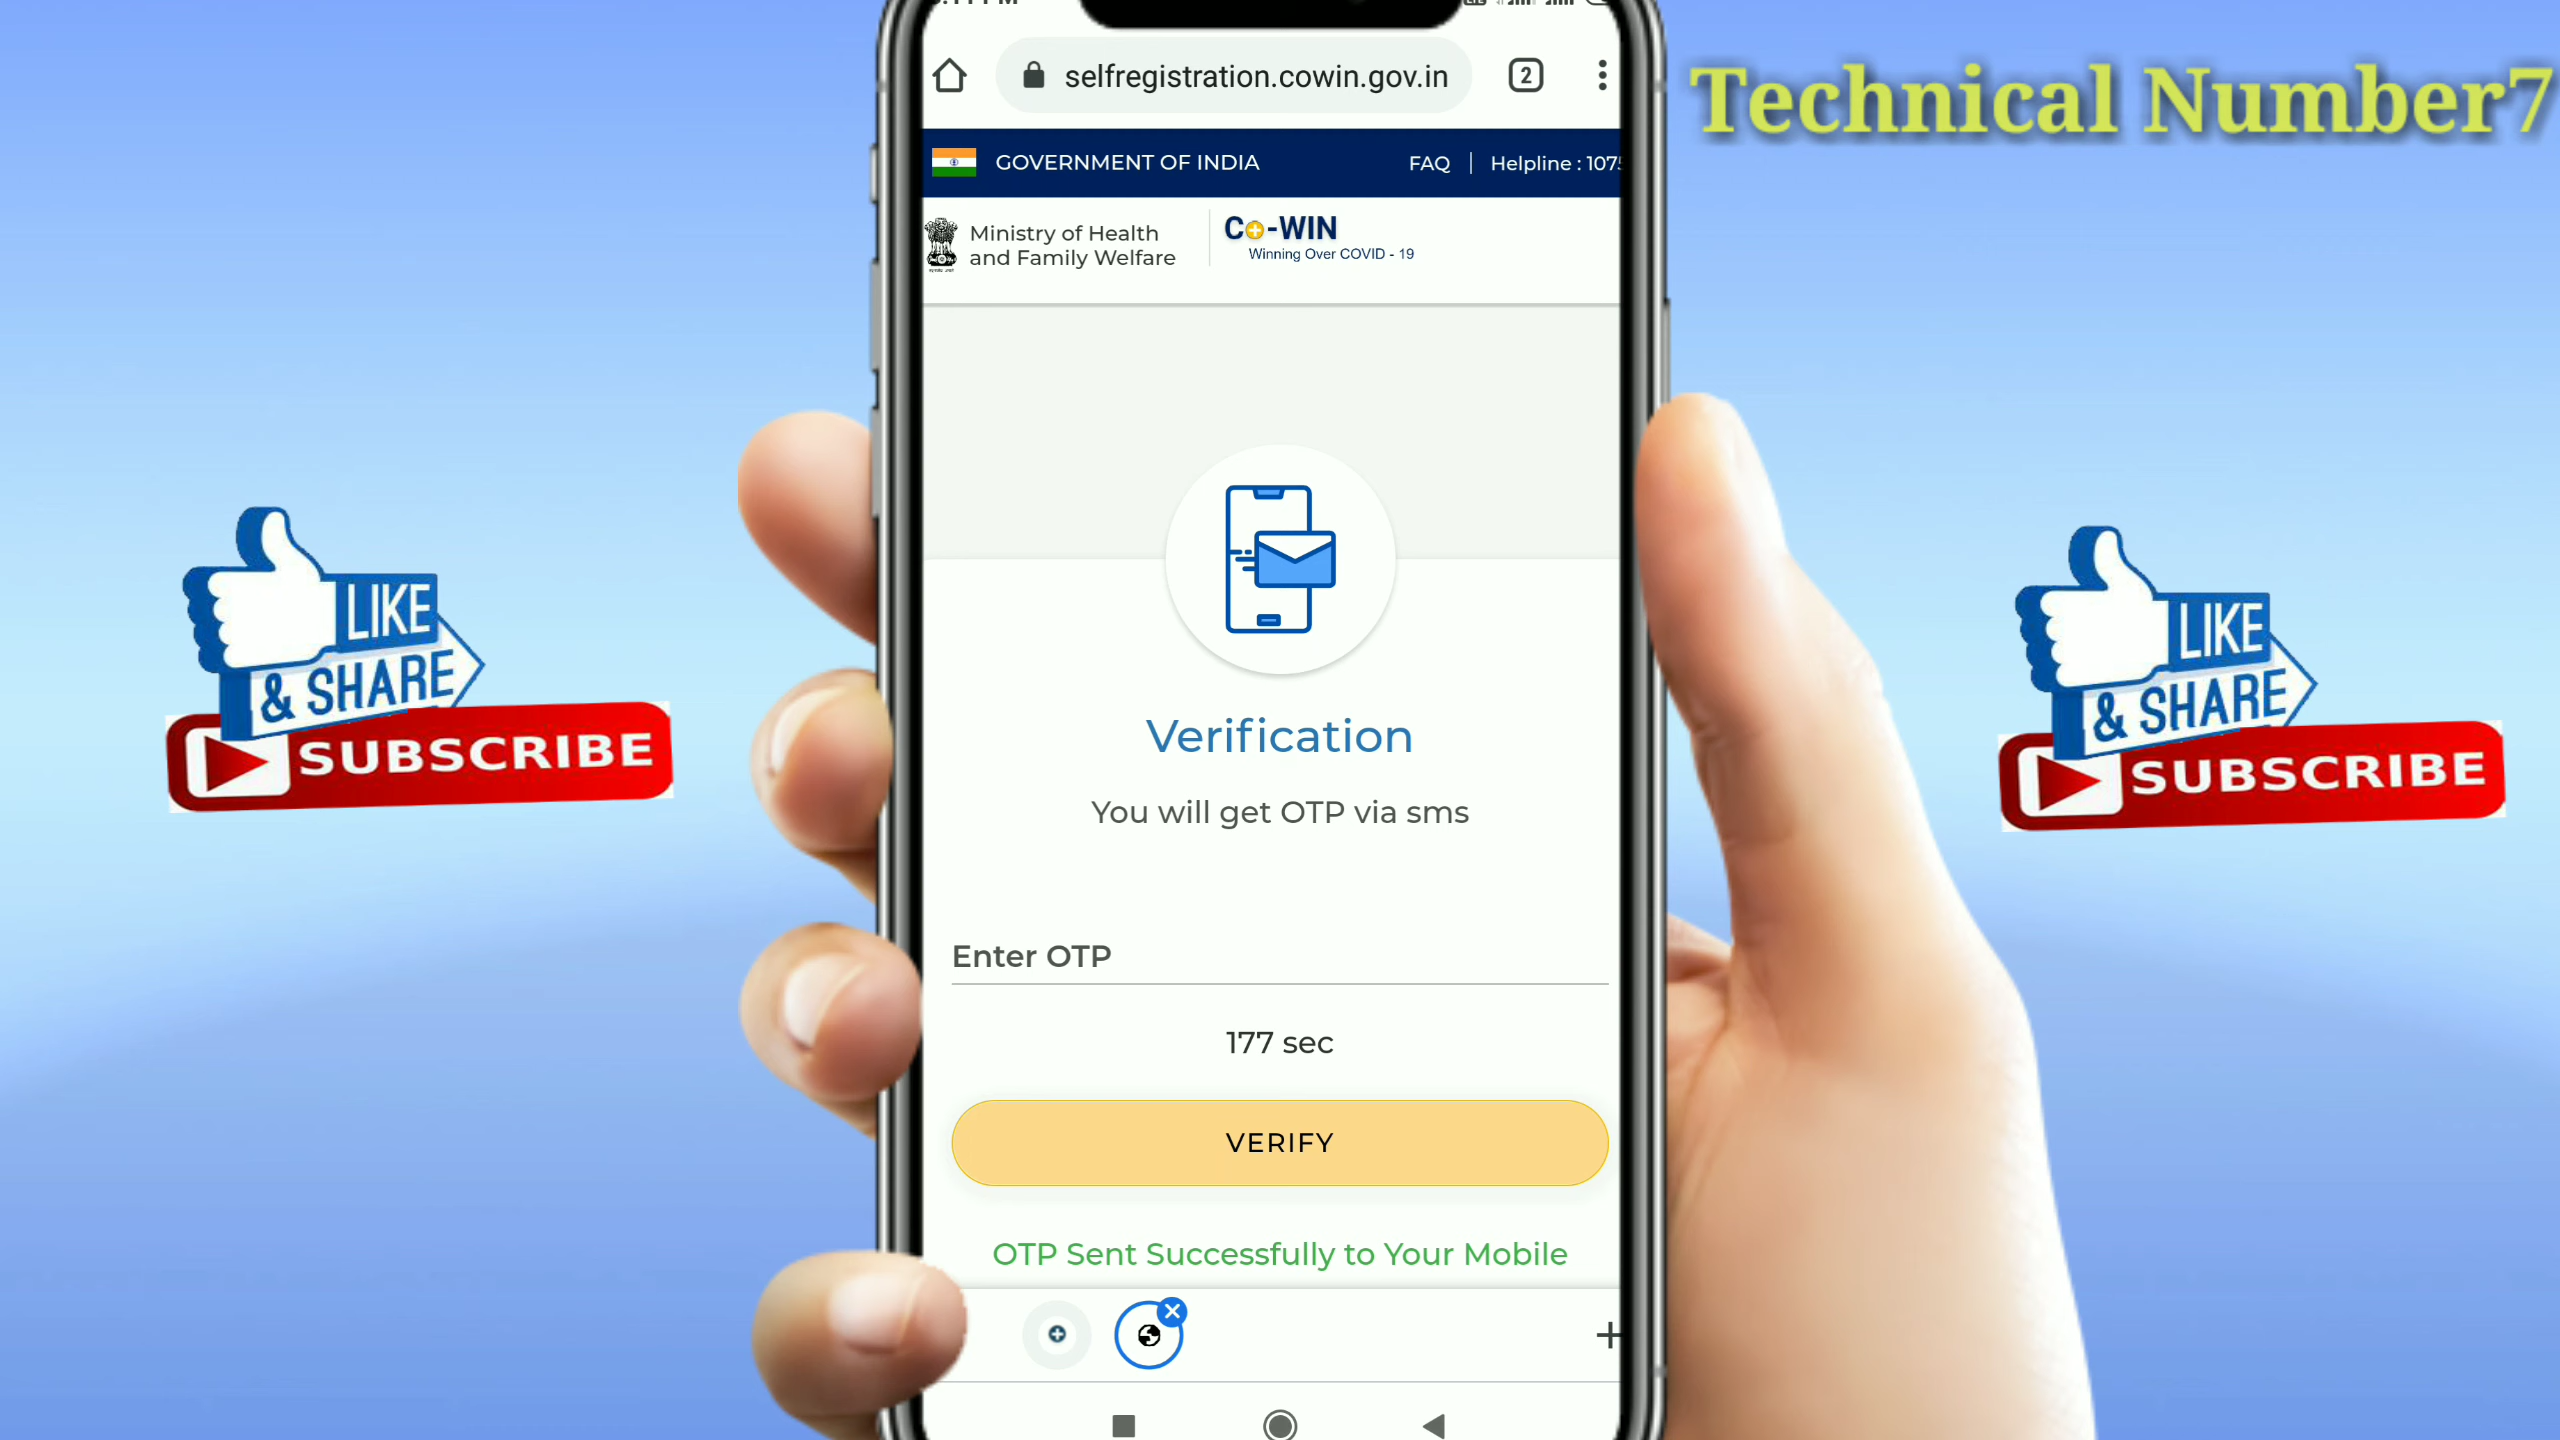 selfregistration.cowin.gov.in
2
Technical Number7
GOVERNMENT OF INDIA
FAQ
Helpline :
Ministry of Health
and Family Welfare
Co-WIN
Winning Over COVID - 19
LIKE
& SHARE
SUBSCRIBE
LIKE
& SHARE
SUBSCRIBE
Verification
You will get OTP via sms
Enter OTP
177 sec
VERIFY
OTP Sent Successfully to Your Mobile